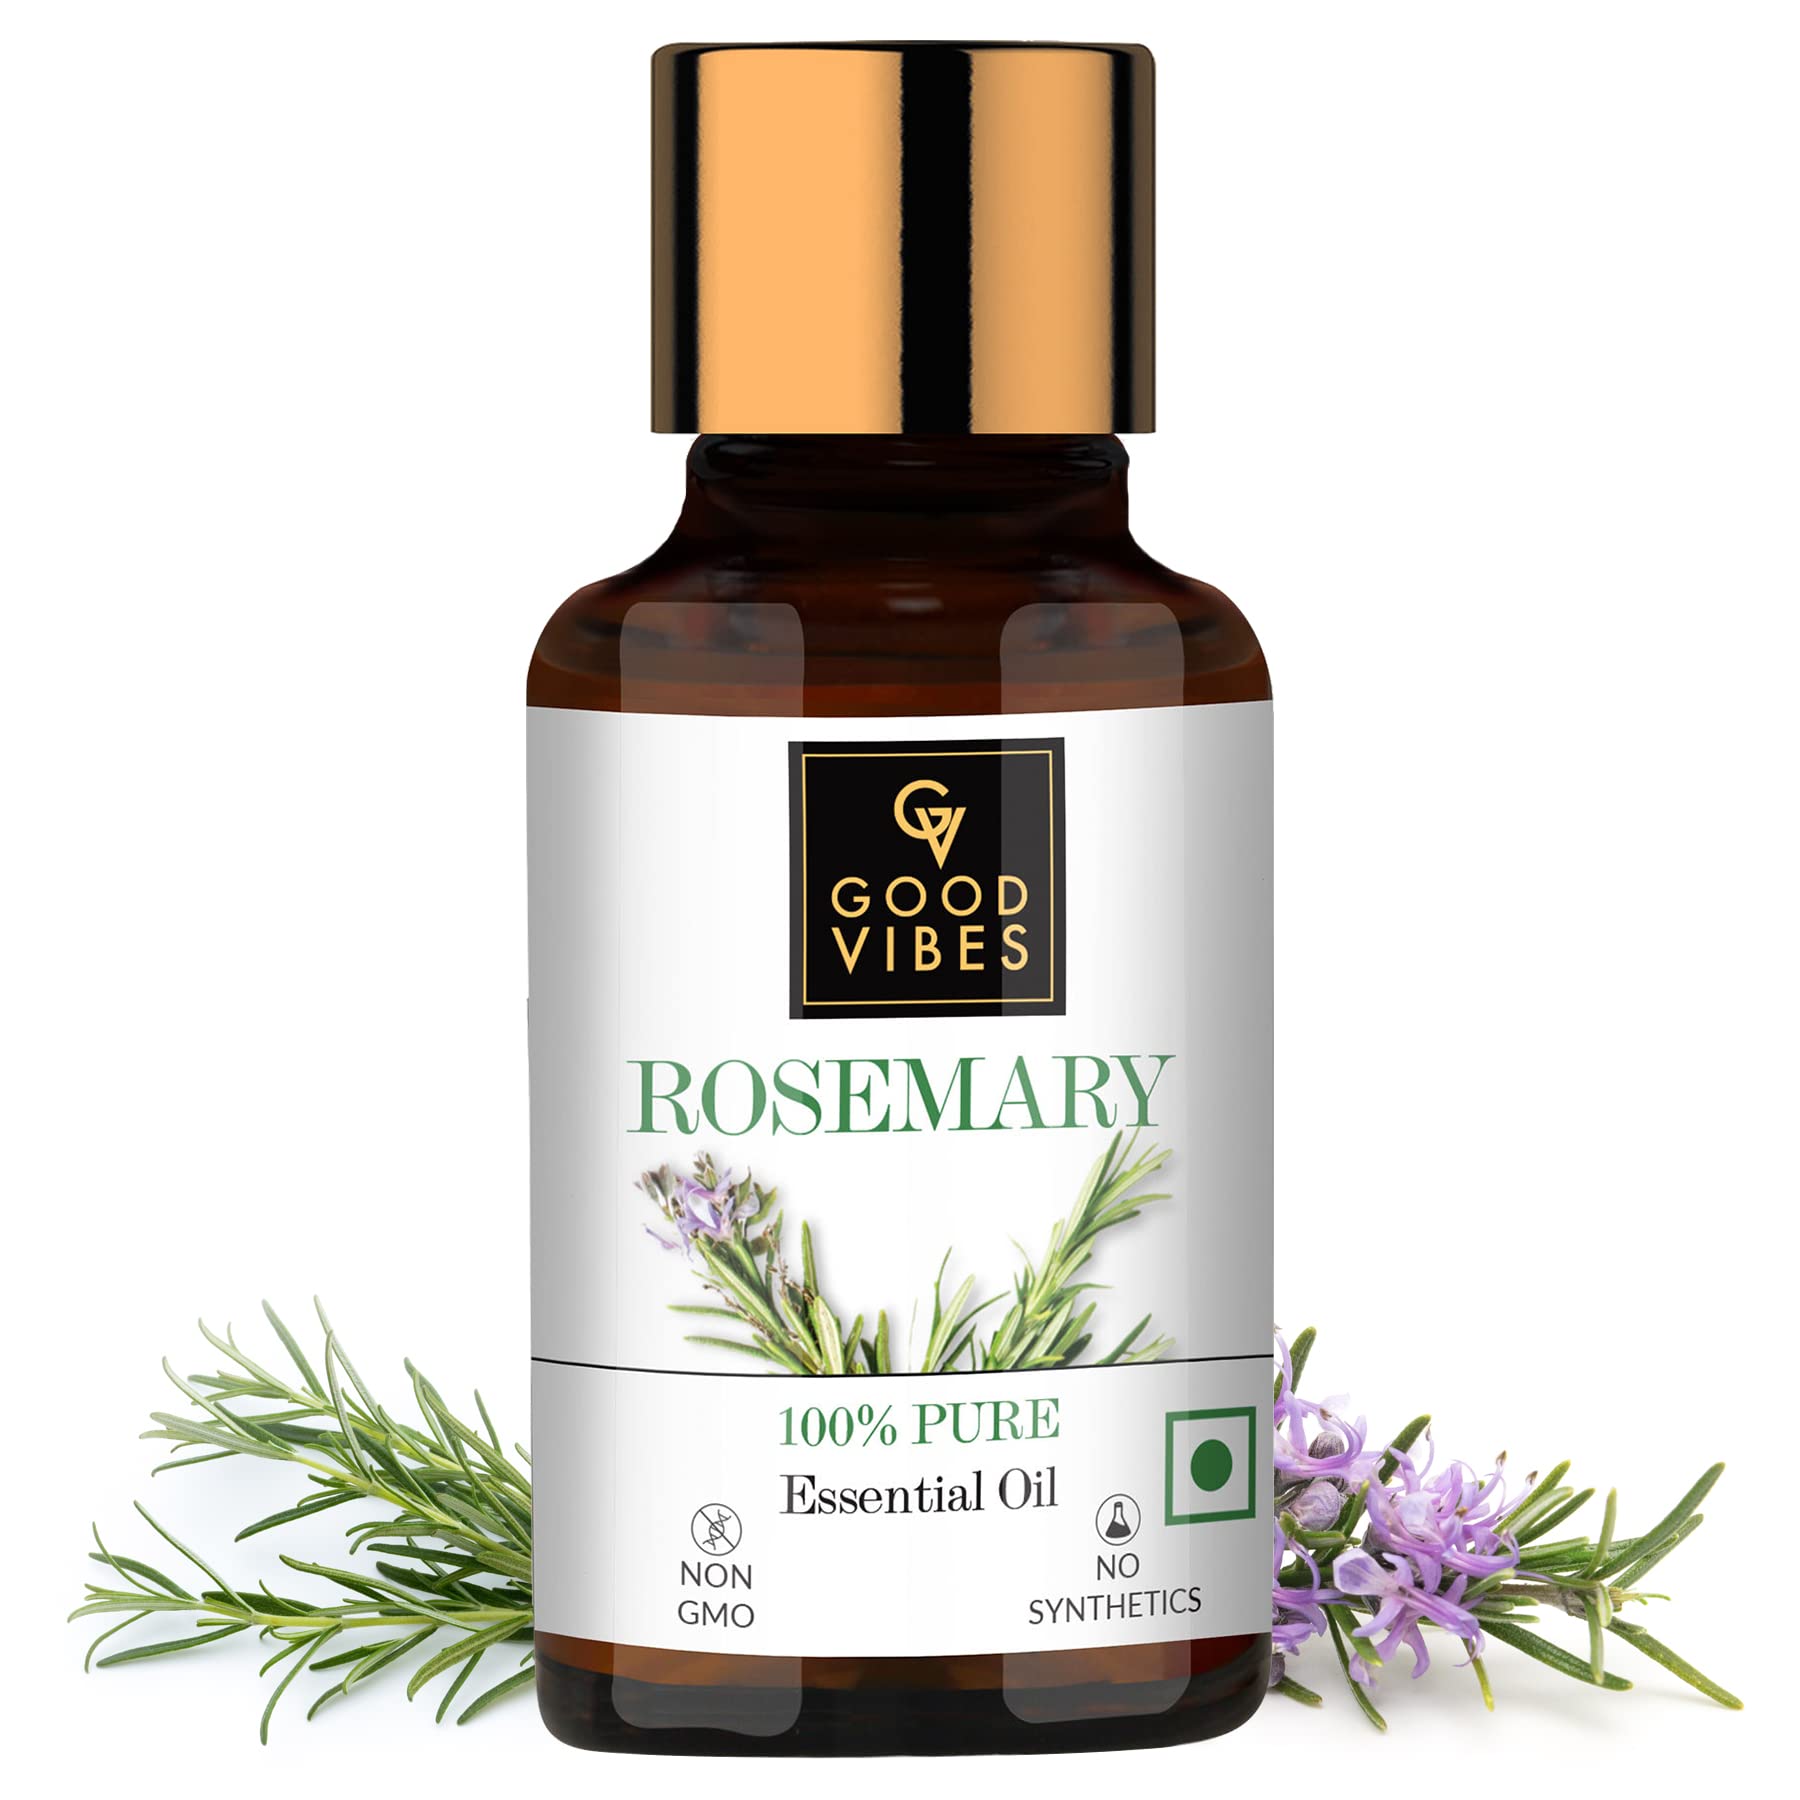 GV
GOOD
VIBES
ROSEMARY
100% PURE
Essential Oil
NON
GMO
NO
SYNTHETICS